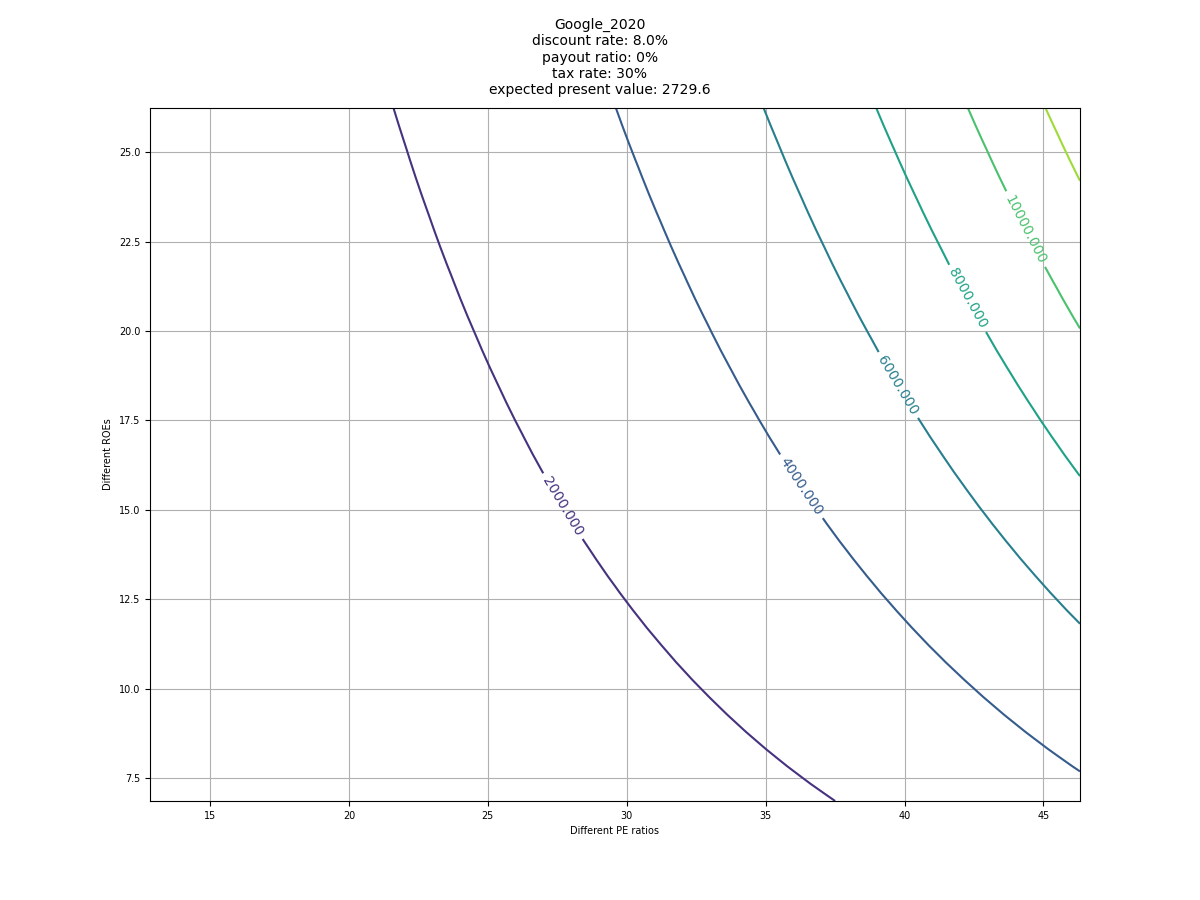 Google_2020
discount rate: 8.0%
payout ratio: 0%
tax rate: 30%
expected present value: 2729.6
25.0
22.5
20.0
17.5
15.0
12.5
10.0
7.5
Different ROEs
2000.000
4000.000
6000.000
8000.000
10000.000
15 20 25 30 35 40 45
Different PE ratios